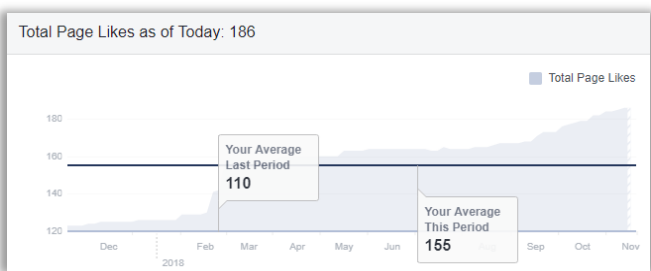 Total Page Likes as of Today: 186
Total Page Likes
180
160
140
120
Your Average
Last Period
110
Your Average
This Period
155
Dec
Feb
Mar
Apr
May
Jun
Aug
Sep
Oct
Nov
2018